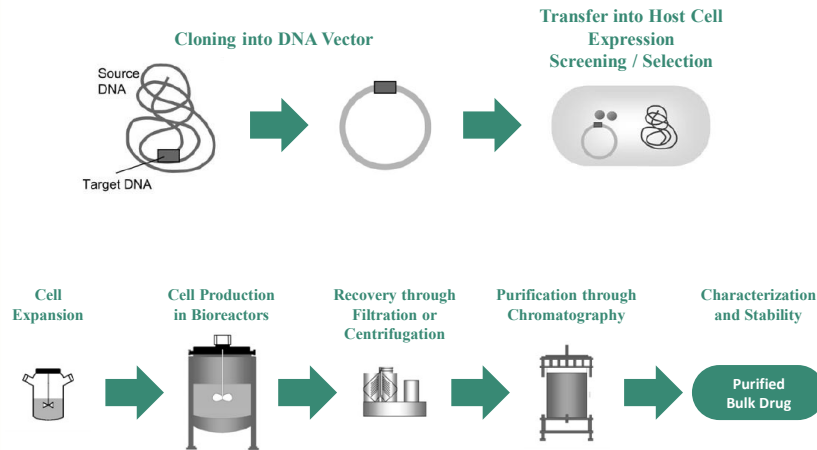 Cloning into DNA Vector
Transfer into Host Cell
Expression
Screening / Selection
Source
DNA
Target DNA
Cell
Expansion
Cell Production
in Bioreactors
Recovery through
Filtration or
Centrifugation
Purification through
Chromatography
Characterization
and Stability
Purified
Bulk Drug